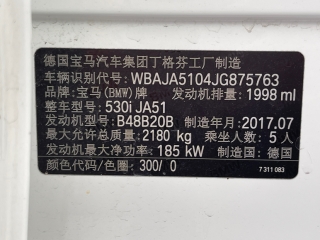 德国宝马汽车集团丁格芬工厂制造
车辆识别代号: WBAJA5104JG875763
品牌: 宝马(BMW)牌 发动机排量: 1998 ml
整车型号: 530i JA51
发动机型号: B48B20B 制造年月: 2017.07
最大允许总质量: 2180 kg 乘坐人数: 5人
发动机最大净功率: 185 kW 制造国: 德国
颜色代码/色圈: 300/ 0
7 311 083